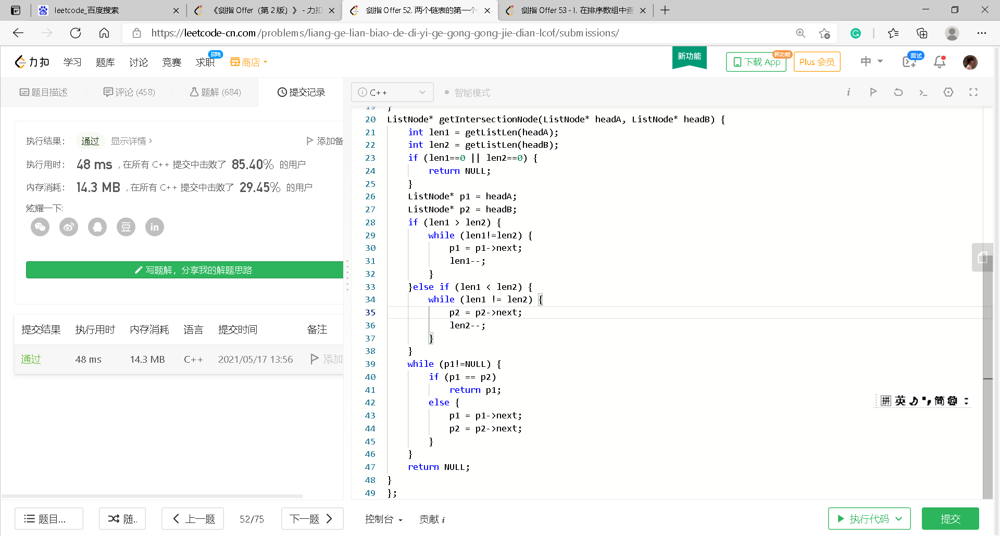 leetcode_百度搜索
《剑指 Offer（第 2 版）》 - 力扣
剑指 Offer 52. 两个链表的第一个
剑指 Offer 53 - I. 在排序数组中查
https://leetcode-cn.com/problems/liang-ge-lian-biao-de-di-yi-ge-gong-gong-jie-dian-lcof/submissions/
力扣 学习 题库 讨论 竞赛 求职 招聘 商店 新功能 下载 App 新功能 Plus 会员 中 面试
题目描述 评论 (458) 题解 (684) 提交记录
C++ 智能模式
执行结果： 通过 显示详情 > 添加备
执行用时： 48 ms , 在所有 C++ 提交中击败了 85.40% 的用户
内存消耗： 14.3 MB , 在所有 C++ 提交中击败了 29.45% 的用户
炫耀一下:
豆 in
写题解，分享我的解题思路
提交结果 执行用时 内存消耗 语言 提交时间 备注
通过 48 ms 14.3 MB C++ 2021/05/17 13:56 添加
19 }
20 ListNode* getIntersectionNode(ListNode* headA, ListNode* headB) {
21 int len1 = getListLen(headA);
22 int len2 = getListLen(headB);
23 if (len1==0 || len2==0) {
24 return NULL;
25 }
26 ListNode* p1 = headA;
27 ListNode* p2 = headB;
28 if (len1 > len2) {
29 while (len1!=len2) {
30 p1 = p1->next;
31 len1--;
32 }
33 }else if (len1 < len2) {
34 while (len1 != len2) {
35 p2 = p2->next;
36 len2--;
37 }
38 }
39 while (p1!=NULL) {
40 if (p1 == p2)
41 return p1;
42 else {
43 p1 = p1->next;
44 p2 = p2->next;
45 }
46 }
47 return NULL;
48 }
49 };
拼 英 简
题目... 随.. 上一题 52/75 下一题 控制台 贡献 i 执行代码 提交